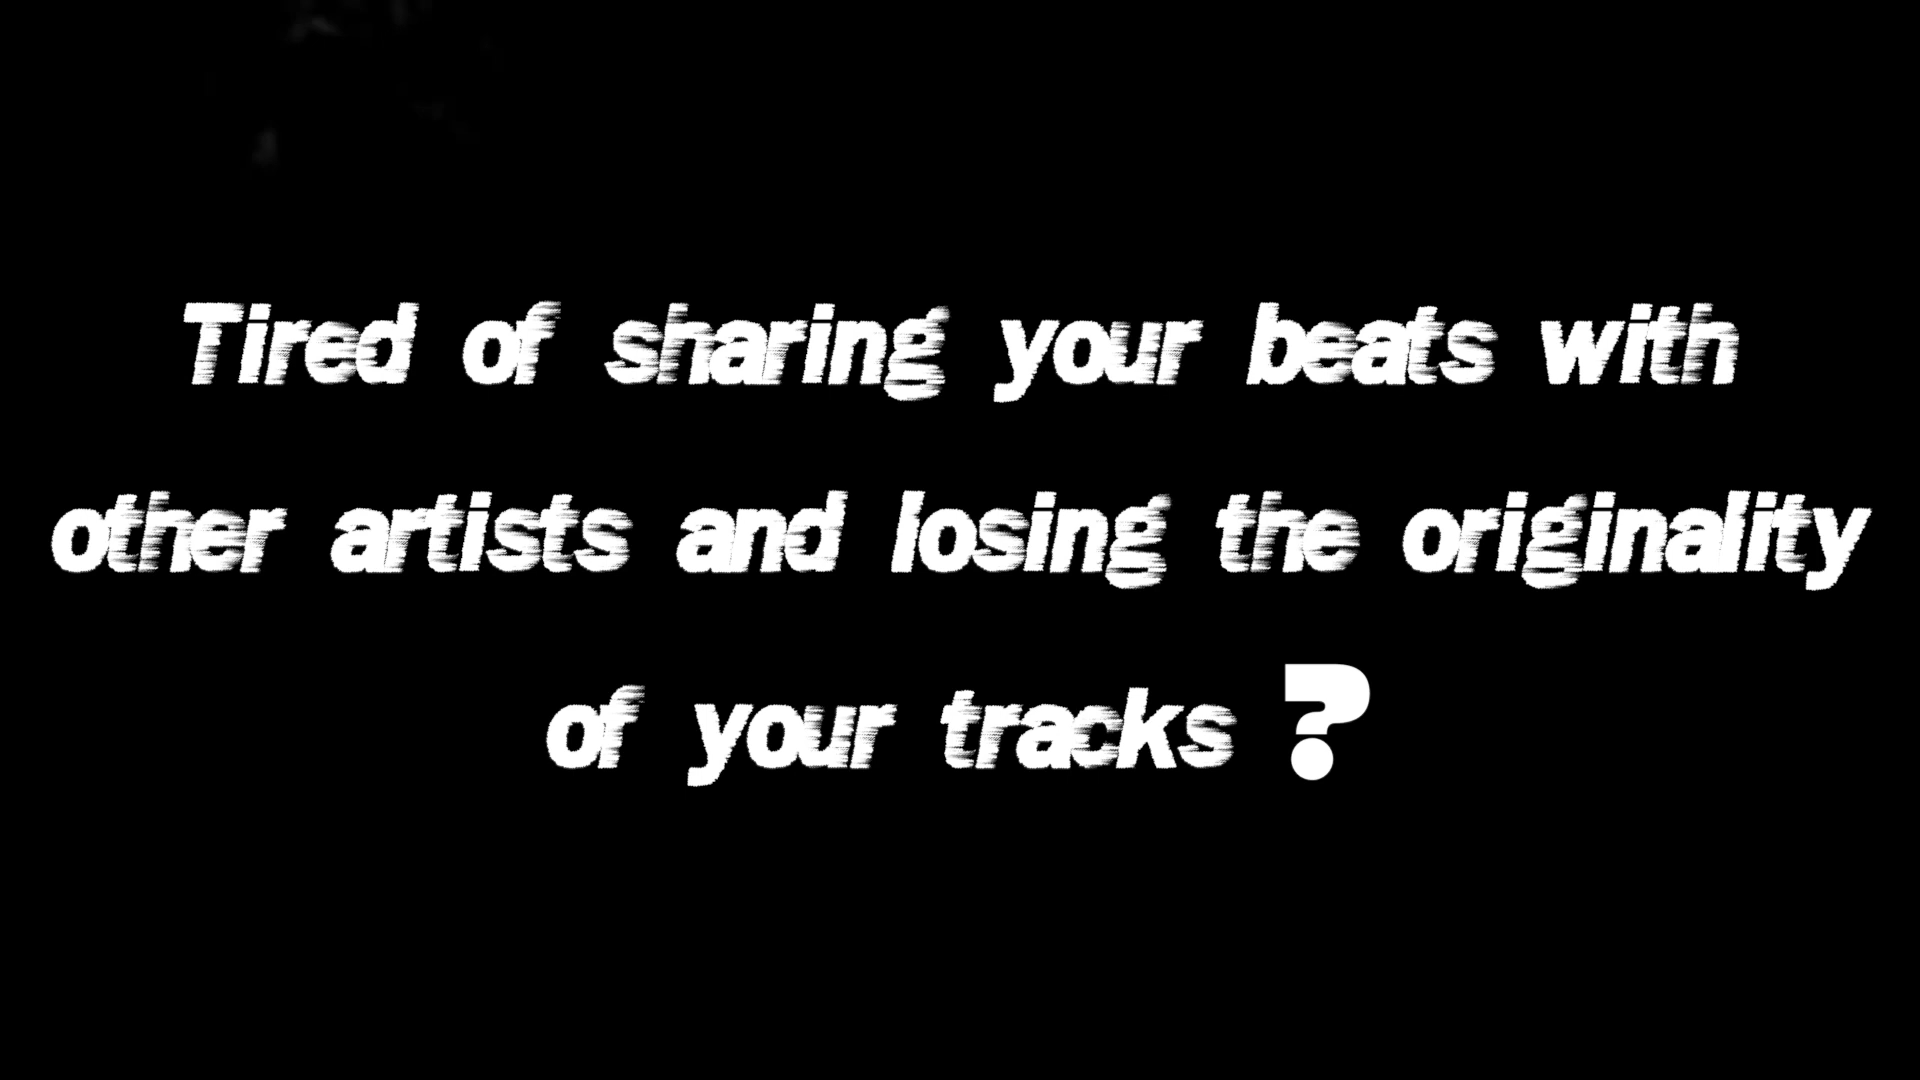 Tired of sharing your beats with
other artists and losing the originality
of your tracks ?